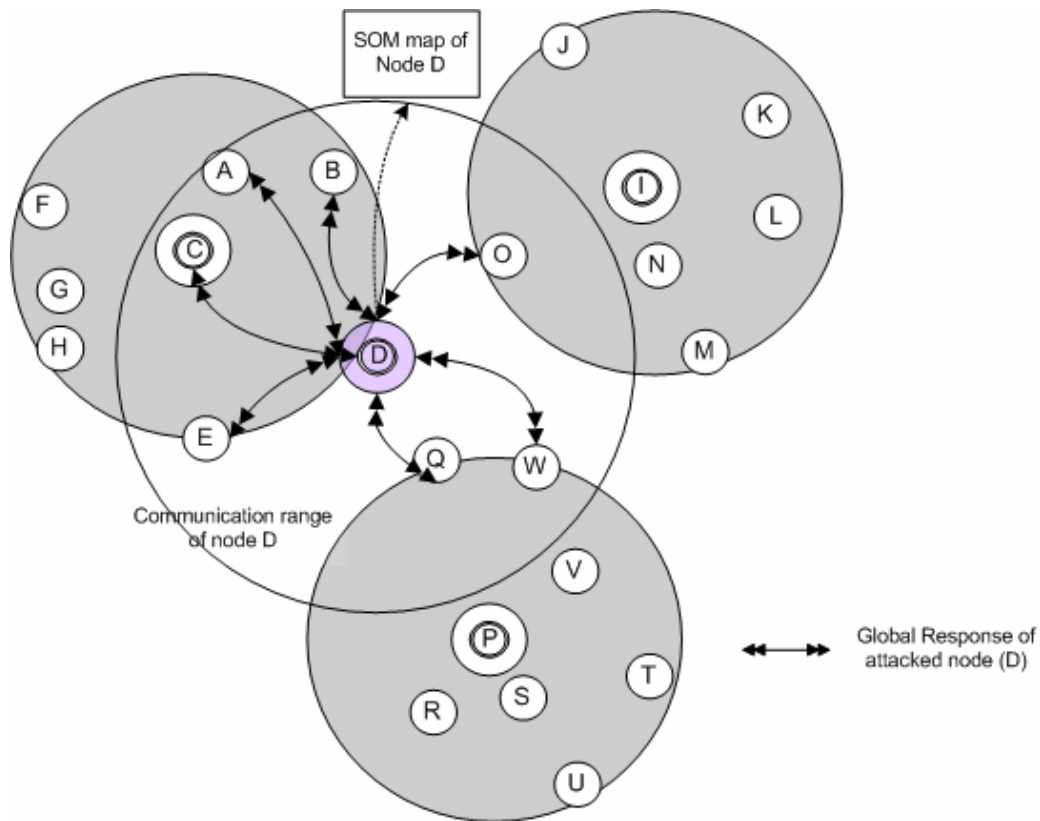 SOM map of
Node D
J
K
A
B
I
F
L
C
O
N
G
H
D
M
E
Q
W
Communication range
of node D
V
P
Global Response of
attacked node (D)
T
S
R
U